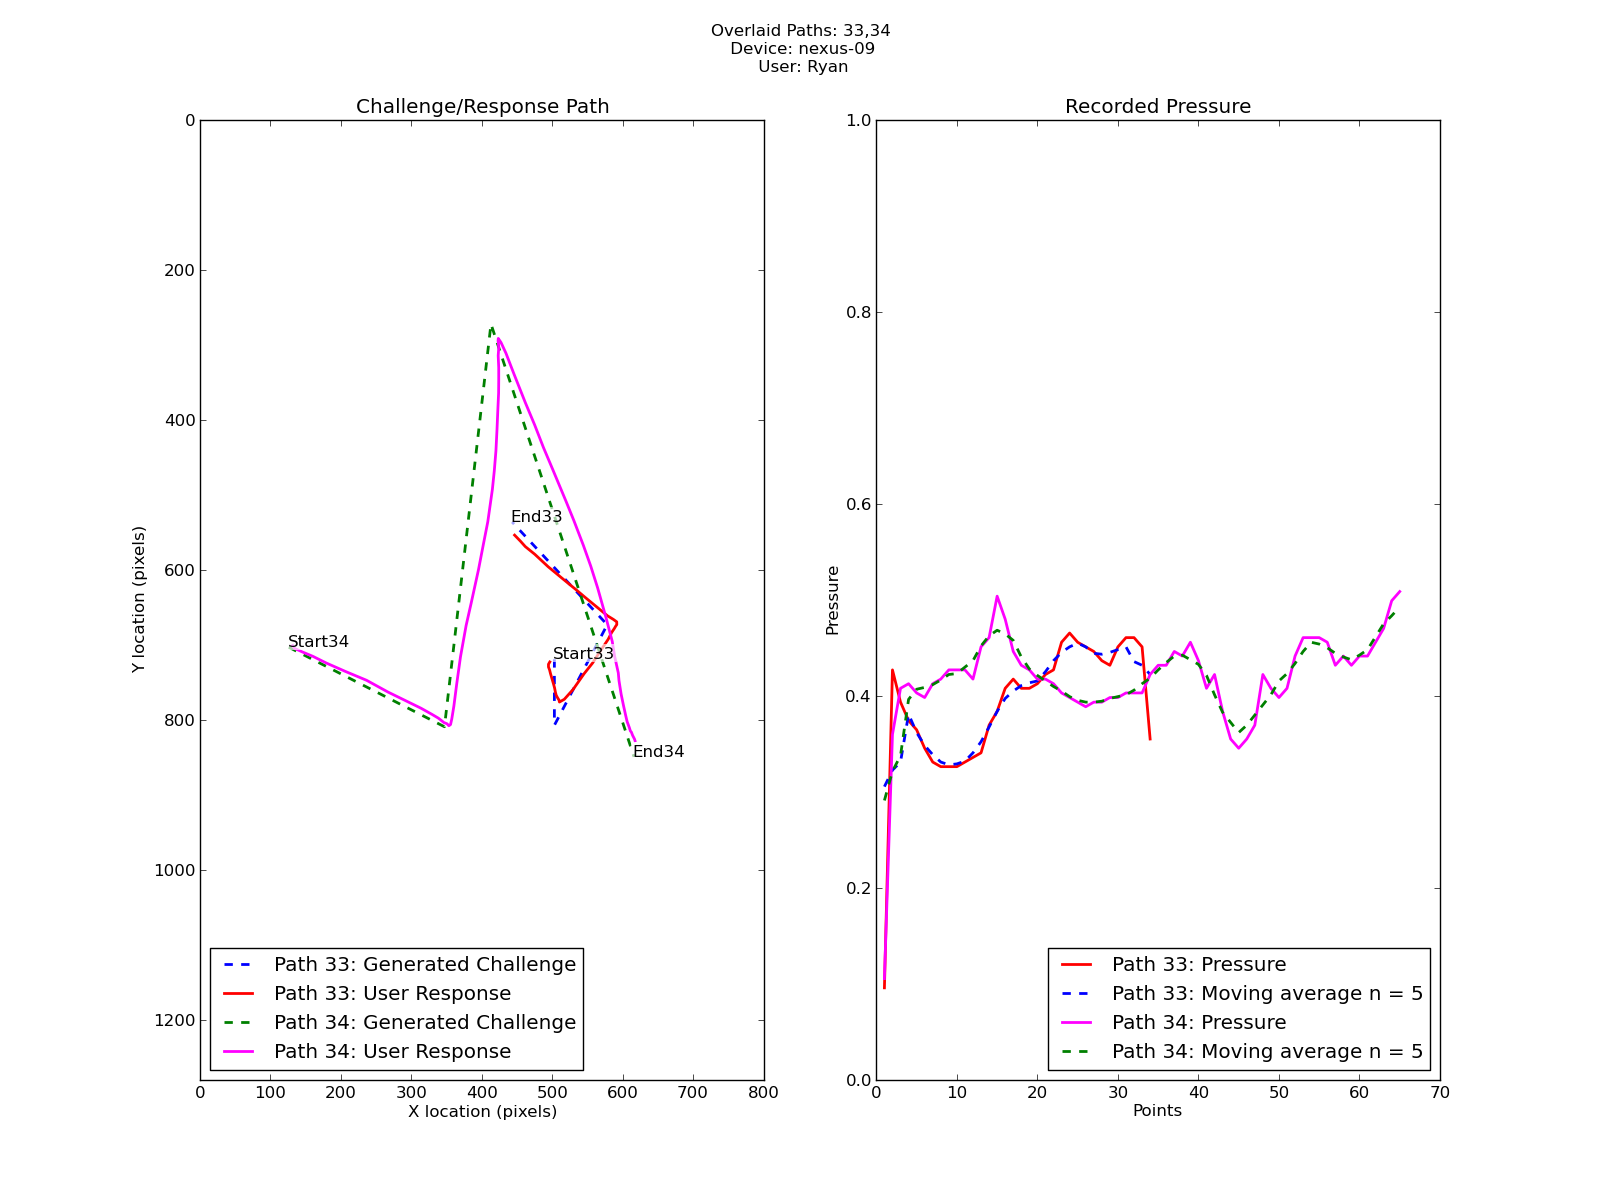 Overlaid Paths: 33,34
Device: nexus-09
User: Ryan
Challenge/Response Path
0
200
400
600
800
1000
1200
Y location (pixels)
End33
Start34
Start33
End34
Path 33: Generated Challenge
Path 33: User Response
Path 34: Generated Challenge
Path 34: User Response
0 100 200 300 400 500 600 700 800
X location (pixels)
Recorded Pressure
1.0
0.8
0.6
0.4
0.2
0.0
Pressure
Path 33: Pressure
Path 33: Moving average n = 5
Path 34: Pressure
Path 34: Moving average n = 5
0 10 20 30 40 50 60 70
Points